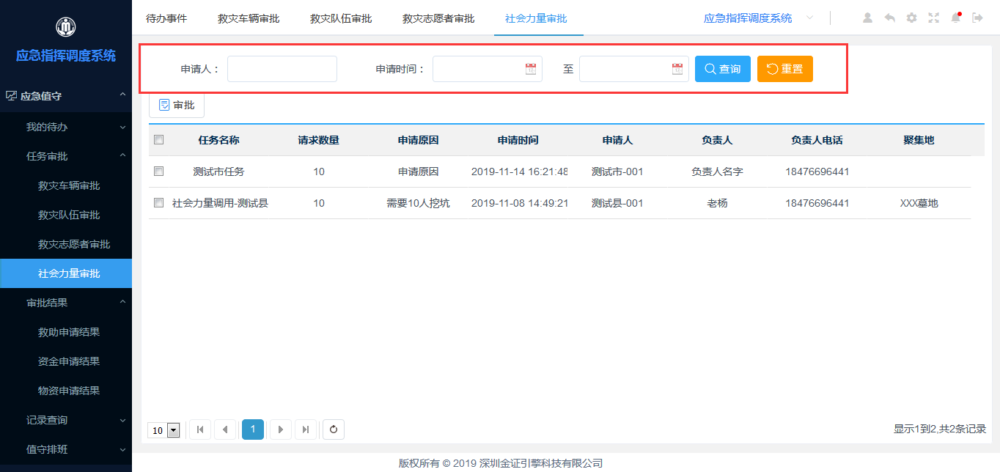 应急指挥调度系统
应急值守
我的待办
任务审批
救灾车辆审批
救灾队伍审批
救灾志愿者审批
社会力量审批
审批结果
救助申请结果
资金申请结果
物资申请结果
记录查询
值守排班
待办事件 救灾车辆审批 救灾队伍审批 救灾志愿者审批 社会力量审批 应急指挥调度系统
申请人： 申请时间： 至 查询 重置
审批
任务名称 请求数量 申请原因 申请时间 申请人 负责人 负责人电话 聚集地
测试市任务 10 申请原因 2019-11-14 16:21:48 测试市-001 负责人名字 18476696441
社会力量调用-测试县 10 需要10人挖坑 2019-11-08 14:49:21 测试县-001 老杨 18476696441 XXX墓地
10 1 显示1到2,共2条记录
版权所有 © 2019 深圳金证引擎科技有限公司